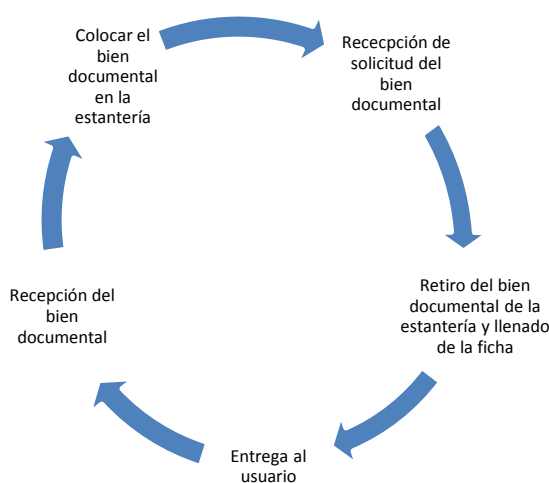 Colocar el
bien
documental
en la
estantería
Rececpción de
solicitud del
bien
documental
Retiro del bien
documental de la
estantería y llenado
de la ficha
Entrega al
usuario
Recepción del
bien
documental